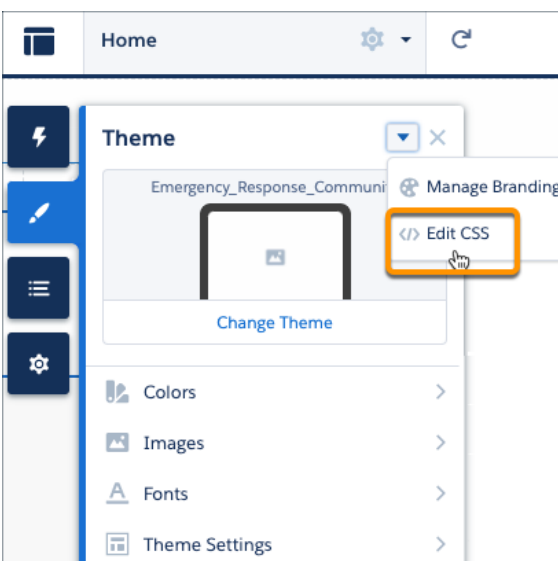 Home
Theme
Emergency_Response_Communi
Manage Branding
Edit CSS
Change Theme
Colors
Images
Fonts
Theme Settings